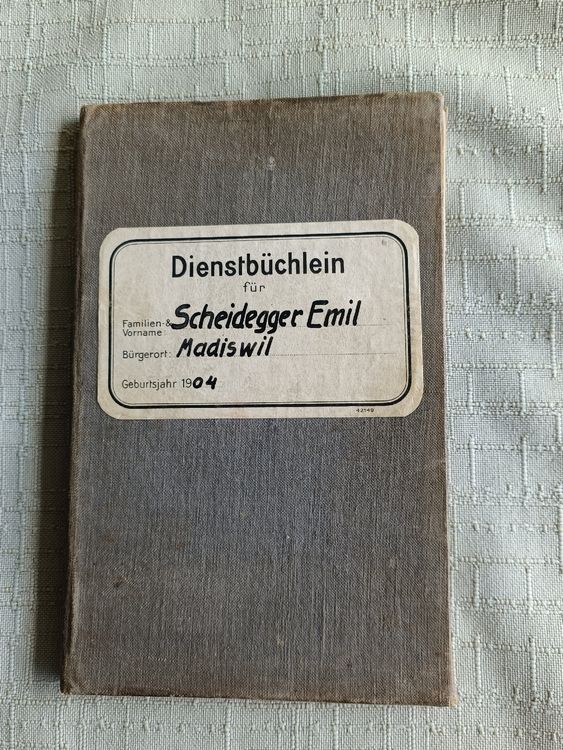 Dienstbüchlein
für
Familien-& Scheidegger Emil
Vorname:
Bürgerort: Madiswil
Geburtsjahr 1904
42149